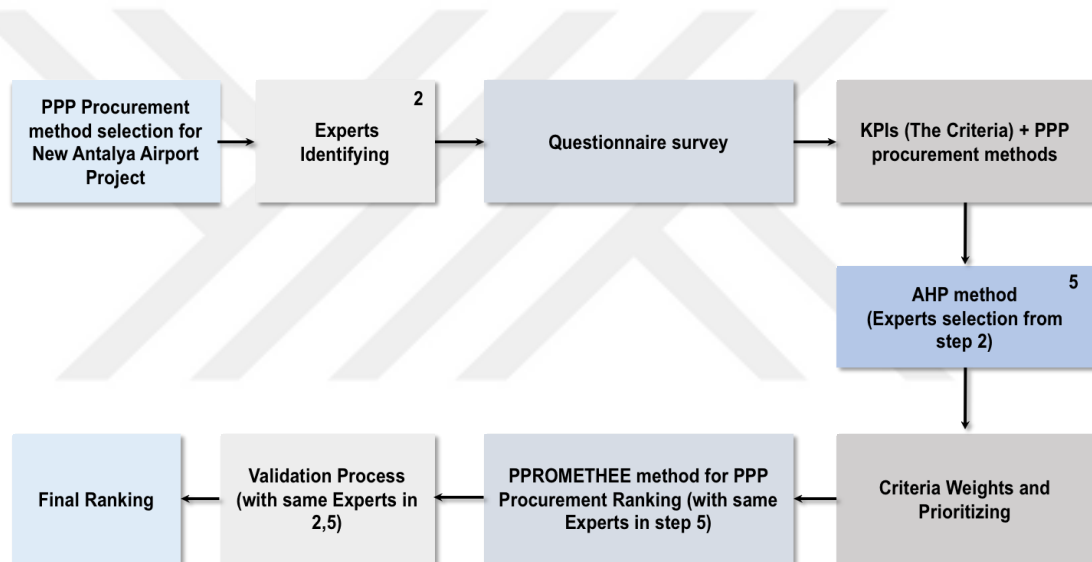 PPP Procurement
method selection for
New Antalya Airport
Project
2
Experts
Identifying
Questionnaire survey
KPIs (The Criteria) + PPP
procurement methods
5
AHP method
(Experts selection from
step 2)
Criteria Weights and
Prioritizing
PPROMETHEE method for PPP
Procurement Ranking (with same
Experts in step 5)
Validation Process
(with same Experts in
2,5)
Final Ranking